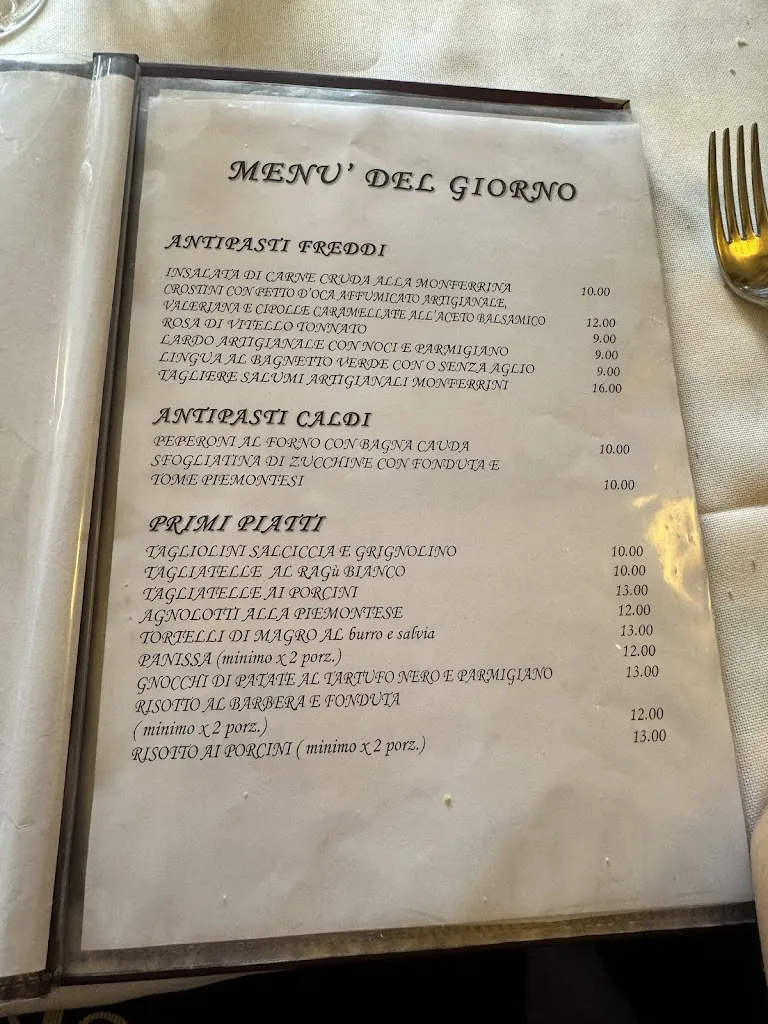 MENU' DEL GIORNO
ANTIPASTI FREDDI
INSALATA DI CARNE CRUDA ALLA MONFERRINA 10.00
CROSTINI CON PETTO D'OCA AFFUMICATO ARTIGIANALE,
VALERIANA E CIPOLLE CARAMELLATE ALL'ACETO BALSAMICO 12.00
ROSA DI VITELLO TONNATO 9.00
LARDO ARTIGIANALE CON NOCI E PARMIGIANO 9.00
LINGUA AL BAGNETTO VERDE CON O SENZA AGLIO 9.00
TAGLIERE SALUMI ARTIGIANALI MONFERRINI 16.00
ANTIPASTI CALDI
PEPERONI AL FORNO CON BAGNA CAUDA 10.00
SFOGLIATINA DI ZUCCHINE CON FONDUTA E
TOME PIEMONTESI 10.00
PRIMI PIATTI
TAGLIOLINI SALCICCIA E GRIGNOLINO 10.00
TAGLIATELLE AL RAGù BIANCO 10.00
TAGLIATELLE AI PORCINI 13.00
AGNOLOTTI ALLA PIEMONTESE 12.00
TORTELLI DI MAGRO AL burro e salvia 13.00
PANISSA (minimo x 2 porz.) 12.00
GNOCCHI DI PATATE AL TARTUFO NERO E PARMIGIANO 13.00
RISOTTO AL BARBERA E FONDUTA
( minimo x 2 porz.) 12.00
RISOTTO AI PORCINI ( minimo x 2 porz.) 13.00